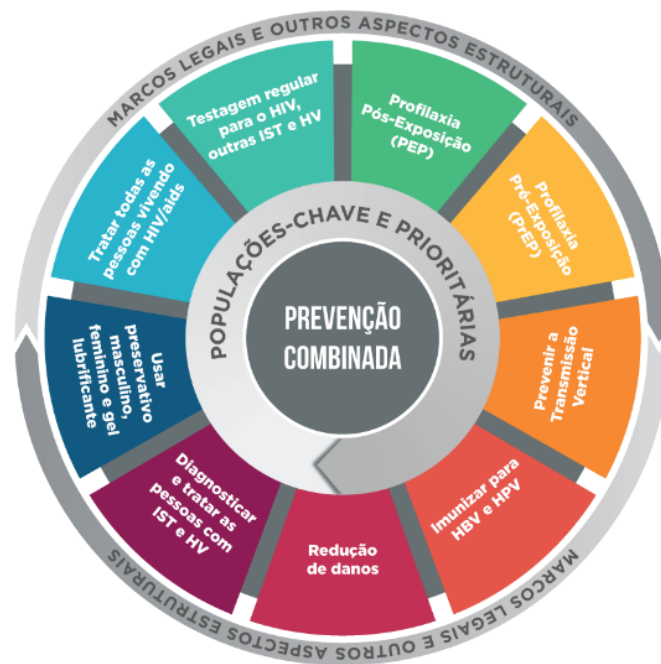 MARCOS LEGAIS E OUTROS ASPECTOS ESTRUTURAIS
Testagem regular
para o HIV,
outras IST e HV
Profilaxia
Pós-Exposição
(PEP)
Profilaxia
Pré-Exposição
(PrEP)
Prevenir a
Transmissão
Vertical
Imunizar para
HBV e HPV
Redução
de danos
Diagnosticar
e tratar as
pessoas com
IST e HV
Usar
preservativo
masculino,
feminino e gel
lubrificante
Tratar todas as
pessoas vivendo
com HIV/aids
POPULAÇÕES-CHAVE E PRIORITÁRIAS
PREVENÇÃO
COMBINADA
MARCOS LEGAIS E OUTROS ASPECTOS ESTRUTURAIS